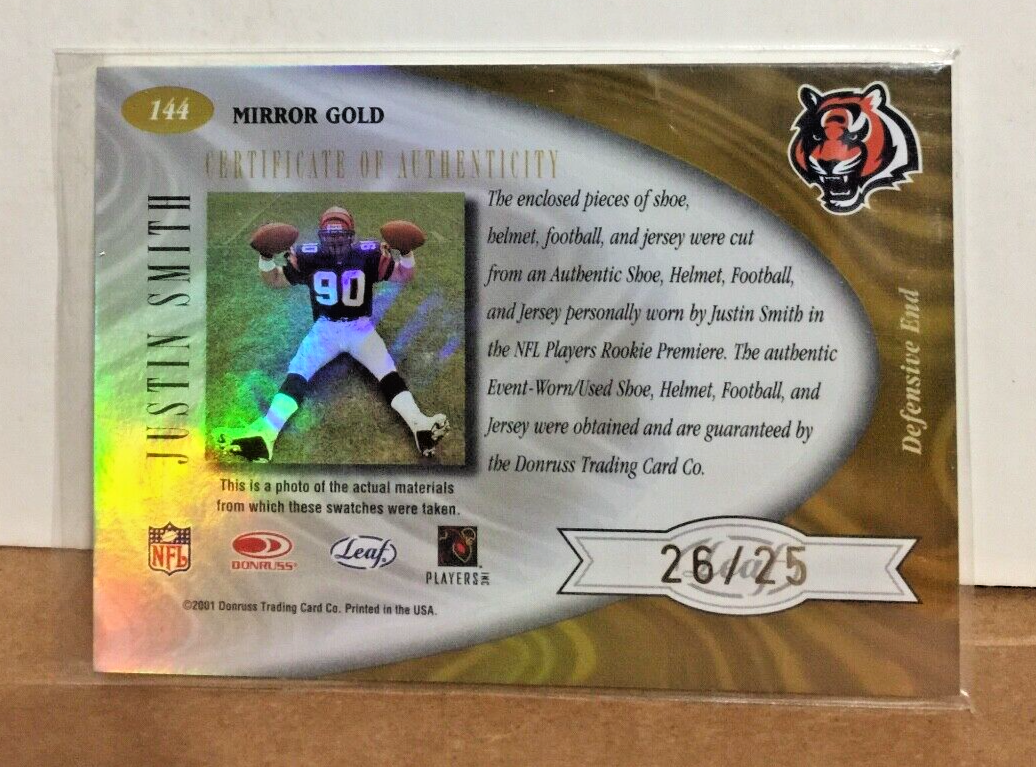 144
MIRROR GOLD
CERTIFICATE OF AUTHENTICITY
JUSTIN SMITH
90
The enclosed pieces of shoe,
helmet, football, and jersey were cut
from an Authentic Shoe, Helmet, Football,
and Jersey personally worn by Justin Smith in
the NFL Players Rookie Premiere. The authentic
Event-Worn/Used Shoe, Helmet, Football, and
Jersey were obtained and are guaranteed by
the Donruss Trading Card Co.
Defensive End
This is a photo of the actual materials
from which these swatches were taken.
NFL
DONRUSS®
Leaf
PLAYERS INC
Leaf
26/25
©2001 Donruss Trading Card Co. Printed in the USA.